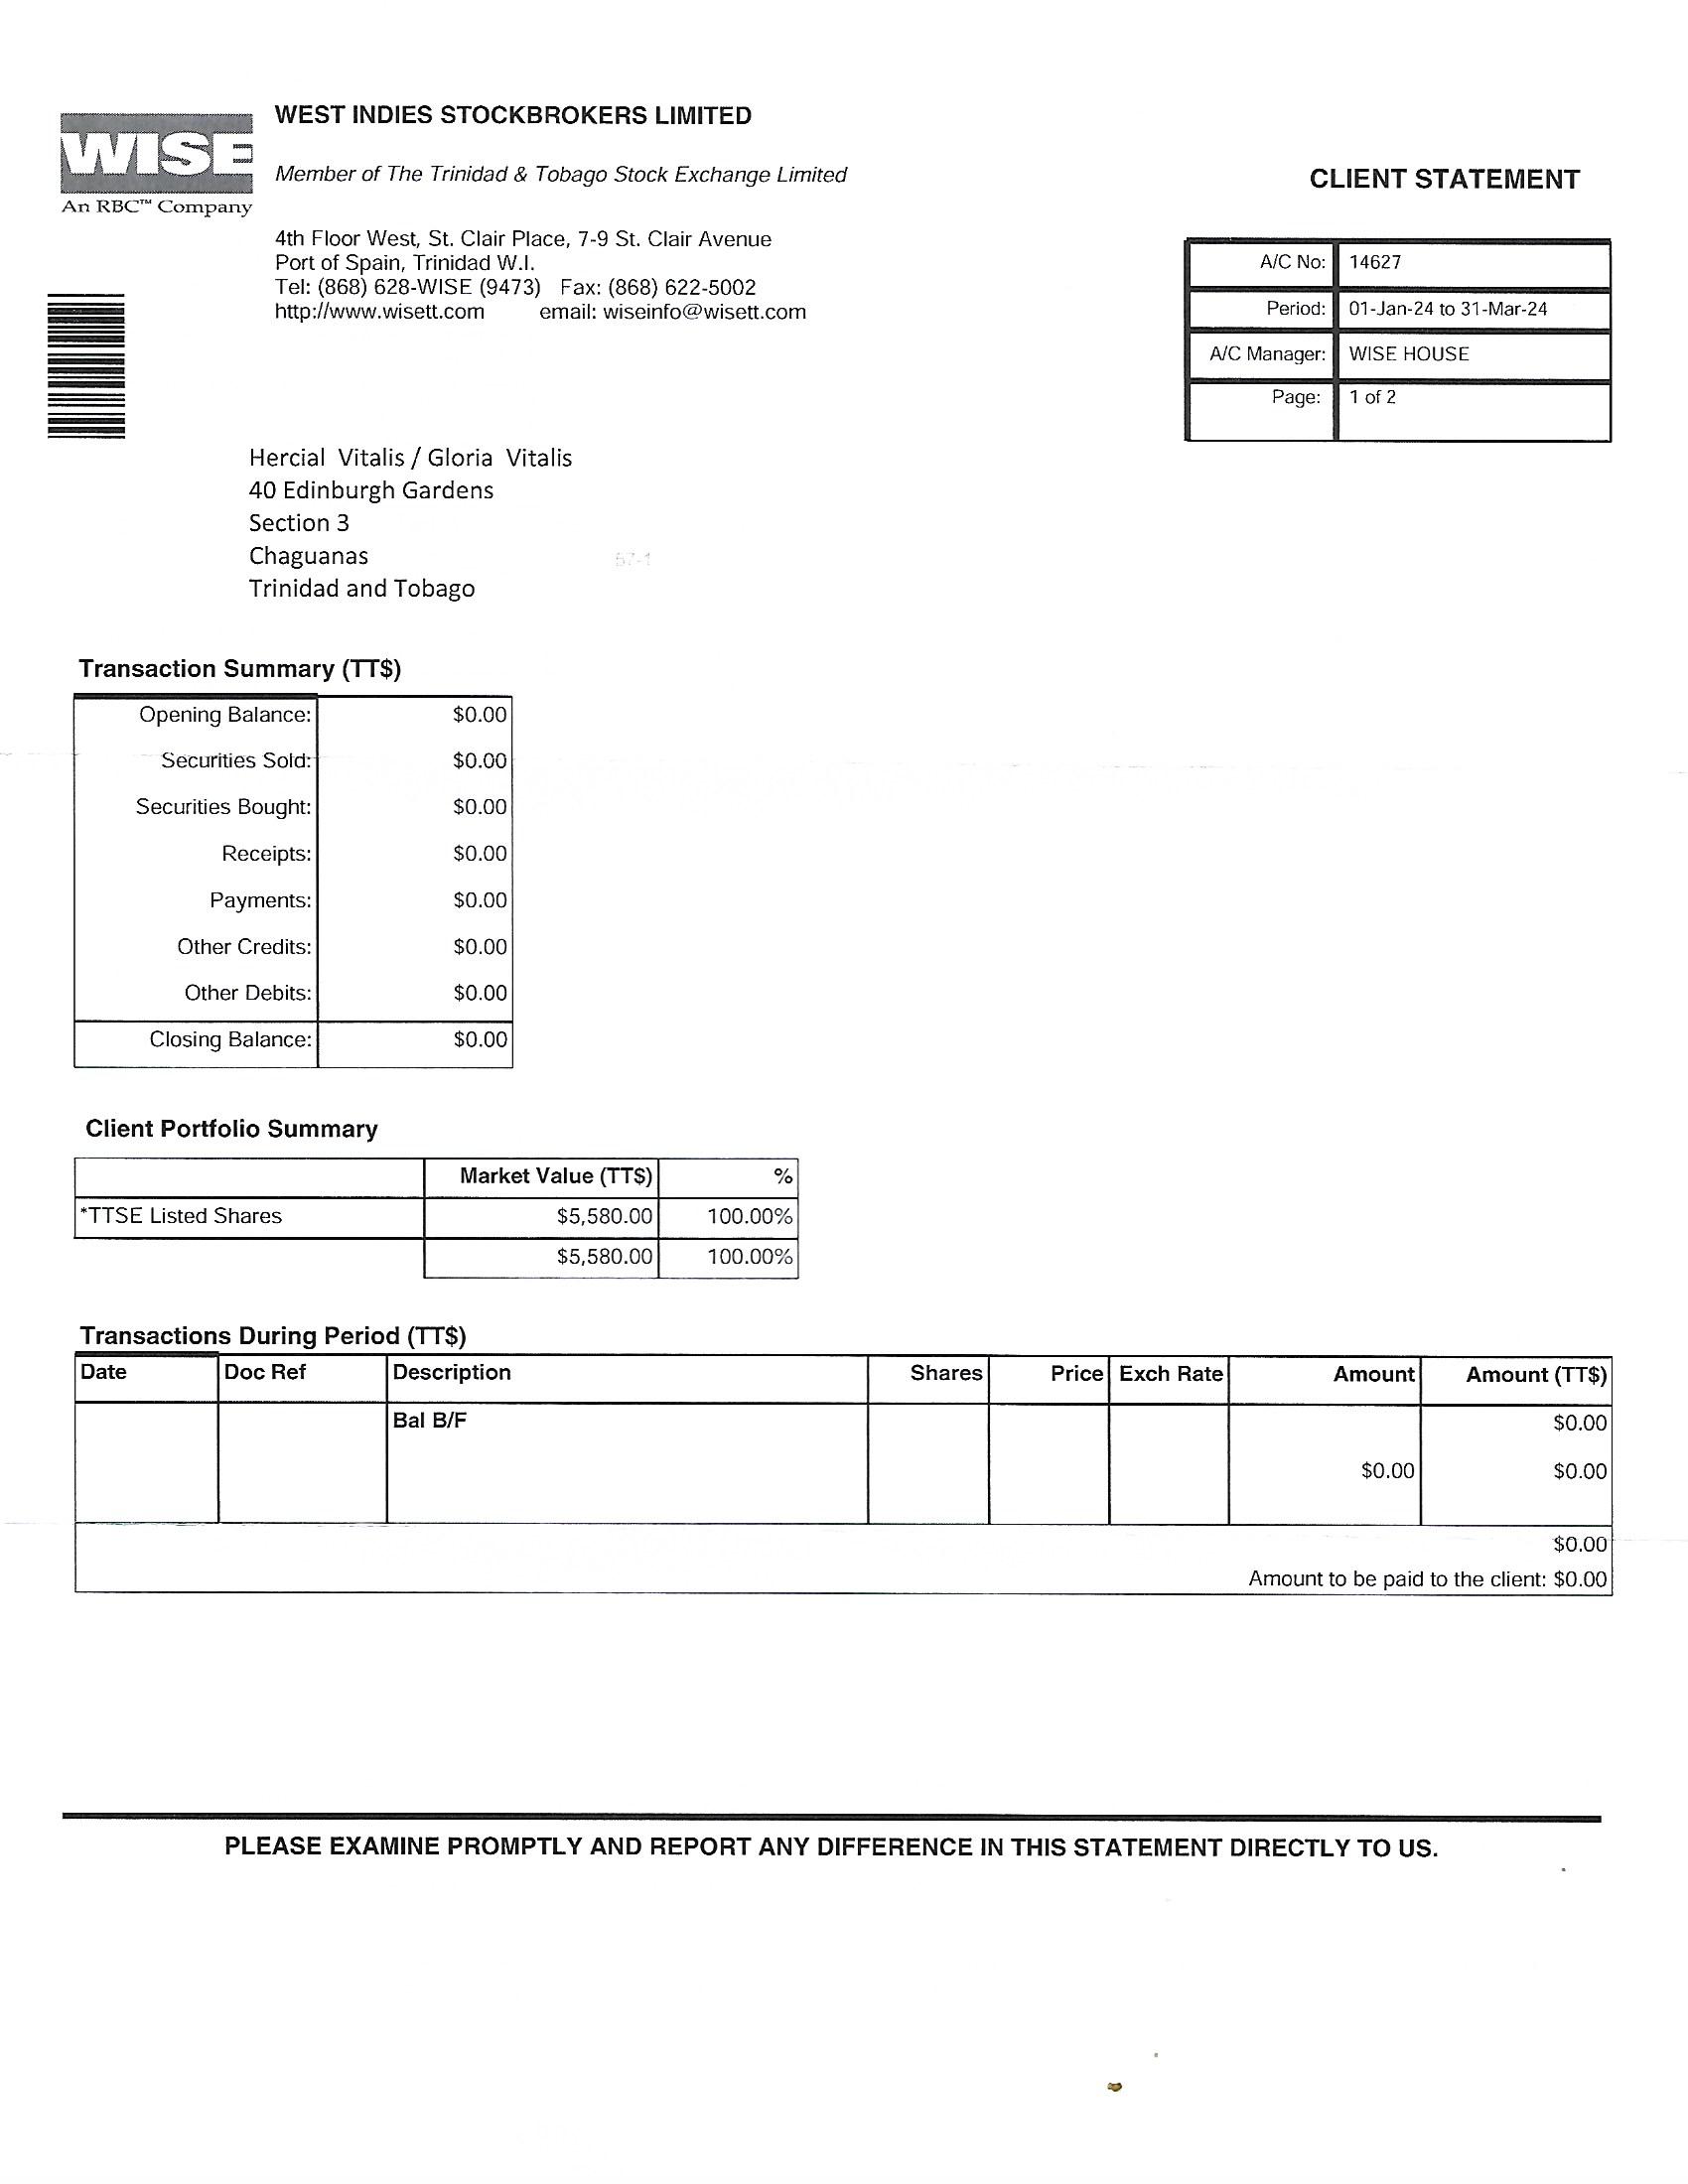 WISE
An RBC™ Company
WEST INDIES STOCKBROKERS LIMITED
Member of The Trinidad & Tobago Stock Exchange Limited
4th Floor West, St. Clair Place, 7-9 St. Clair Avenue
Port of Spain, Trinidad W.I.
Tel: (868) 628-WISE (9473) Fax: (868) 622-5002
http://www.wisett.com email: wiseinfo@wisett.com
CLIENT STATEMENT
A/C No: 14627
Period: 01-Jan-24 to 31-Mar-24
A/C Manager: WISE HOUSE
Page: 1 of 2
Hercial Vitalis / Gloria Vitalis
40 Edinburgh Gardens
Section 3
Chaguanas
Trinidad and Tobago
Transaction Summary (TT$)
Opening Balance: $0.00
Securities Sold: $0.00
Securities Bought: $0.00
Receipts: $0.00
Payments: $0.00
Other Credits: $0.00
Other Debits: $0.00
Closing Balance: $0.00
Client Portfolio Summary
Market Value (TT$) %
*TTSE Listed Shares $5,580.00 100.00%
$5,580.00 100.00%
Transactions During Period (TT$)
Date Doc Ref Description Shares Price Exch Rate Amount Amount (TT$)
Bal B/F $0.00
$0.00 $0.00
$0.00
Amount to be paid to the client: $0.00
PLEASE EXAMINE PROMPTLY AND REPORT ANY DIFFERENCE IN THIS STATEMENT DIRECTLY TO US.